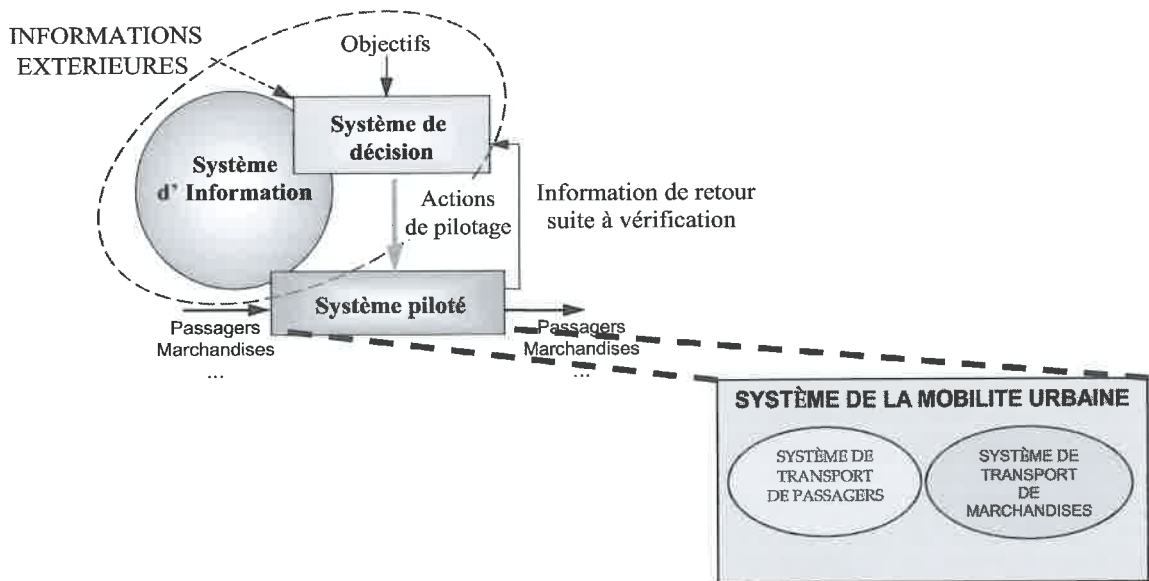 INFORMATIONS
EXTERIEURES
Objectifs
Système de
décision
Système
d' Information
Actions
de pilotage
Information de retour
suite à vérification
Système piloté
Passagers
Marchandises
...
Passagers
Marchandises
...
SYSTÈME DE LA MOBILITE URBAINE
SYSTÈME DE
TRANSPORT
DE PASSAGERS
SYSTÈME DE
TRANSPORT
DE
MARCHANDISES